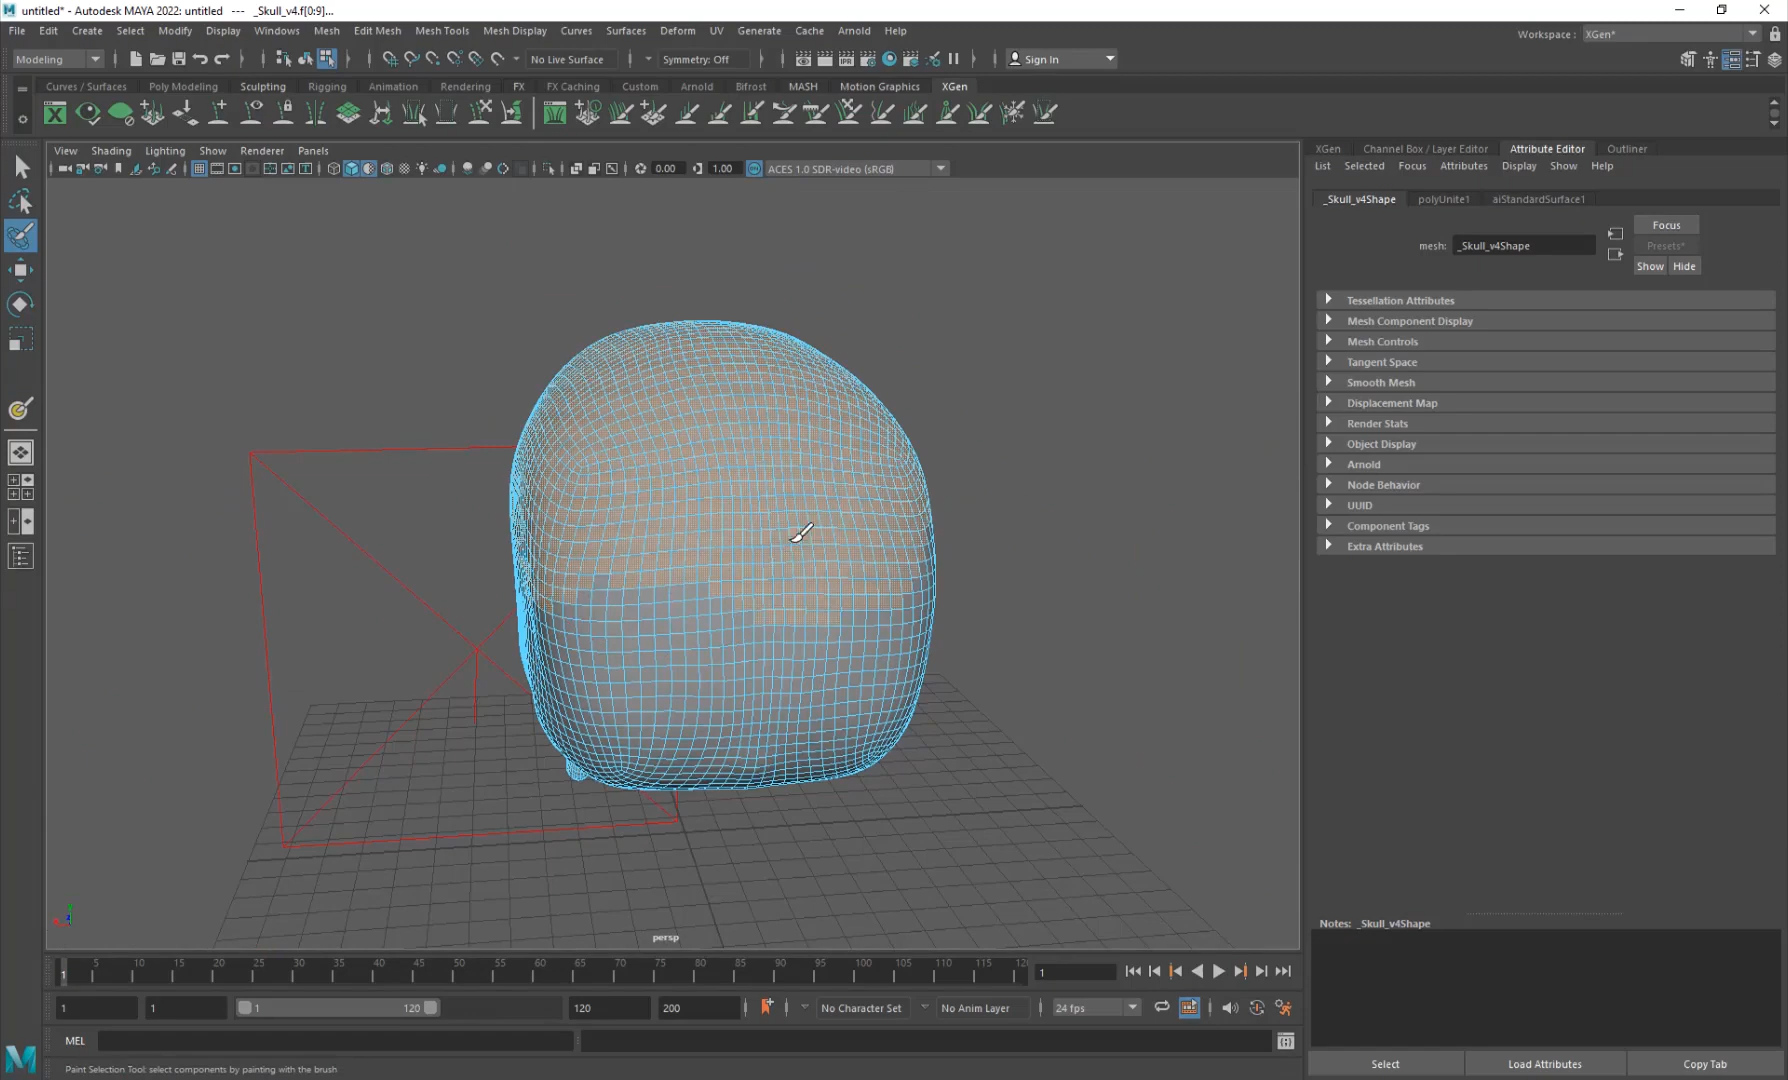 untitled* - Autodesk MAYA 2022: untitled --- _Skull_v4.f[0:9]...
File Edit Create Select Modify Display Windows Mesh Edit Mesh Mesh Tools Mesh Display Curves Surfaces Deform UV Generate Cache Arnold Help
Workspace : XGen*
Modeling
No Live Surface
Symmetry: Off
Sign In
Curves / Surfaces Poly Modeling Sculpting Rigging Animation Rendering FX FX Caching Custom Arnold Bifrost MASH Motion Graphics XGen
View Shading Lighting Show Renderer Panels
0.00
1.00
ACES 1.0 SDR-video (sRGB)
persp
XGen Channel Box / Layer Editor Attribute Editor Outliner
List Selected Focus Attributes Display Show Help
_Skull_v4Shape polyUnite1 aiStandardSurface1
Focus
mesh: _Skull_v4Shape
Presets*
Show Hide
Tessellation Attributes
Mesh Component Display
Mesh Controls
Tangent Space
Smooth Mesh
Displacement Map
Render Stats
Object Display
Arnold
Node Behavior
UUID
Component Tags
Extra Attributes
Notes: _Skull_v4Shape
Select Load Attributes Copy Tab
1 5 10 15 20 25 30 35 40 45 50 55 60 65 70 75 80 85 90 95 100 105 110 115 12
1
1 1 1 120 120 200
No Character Set
No Anim Layer
24 fps
MEL
Paint Selection Tool: select components by painting with the brush